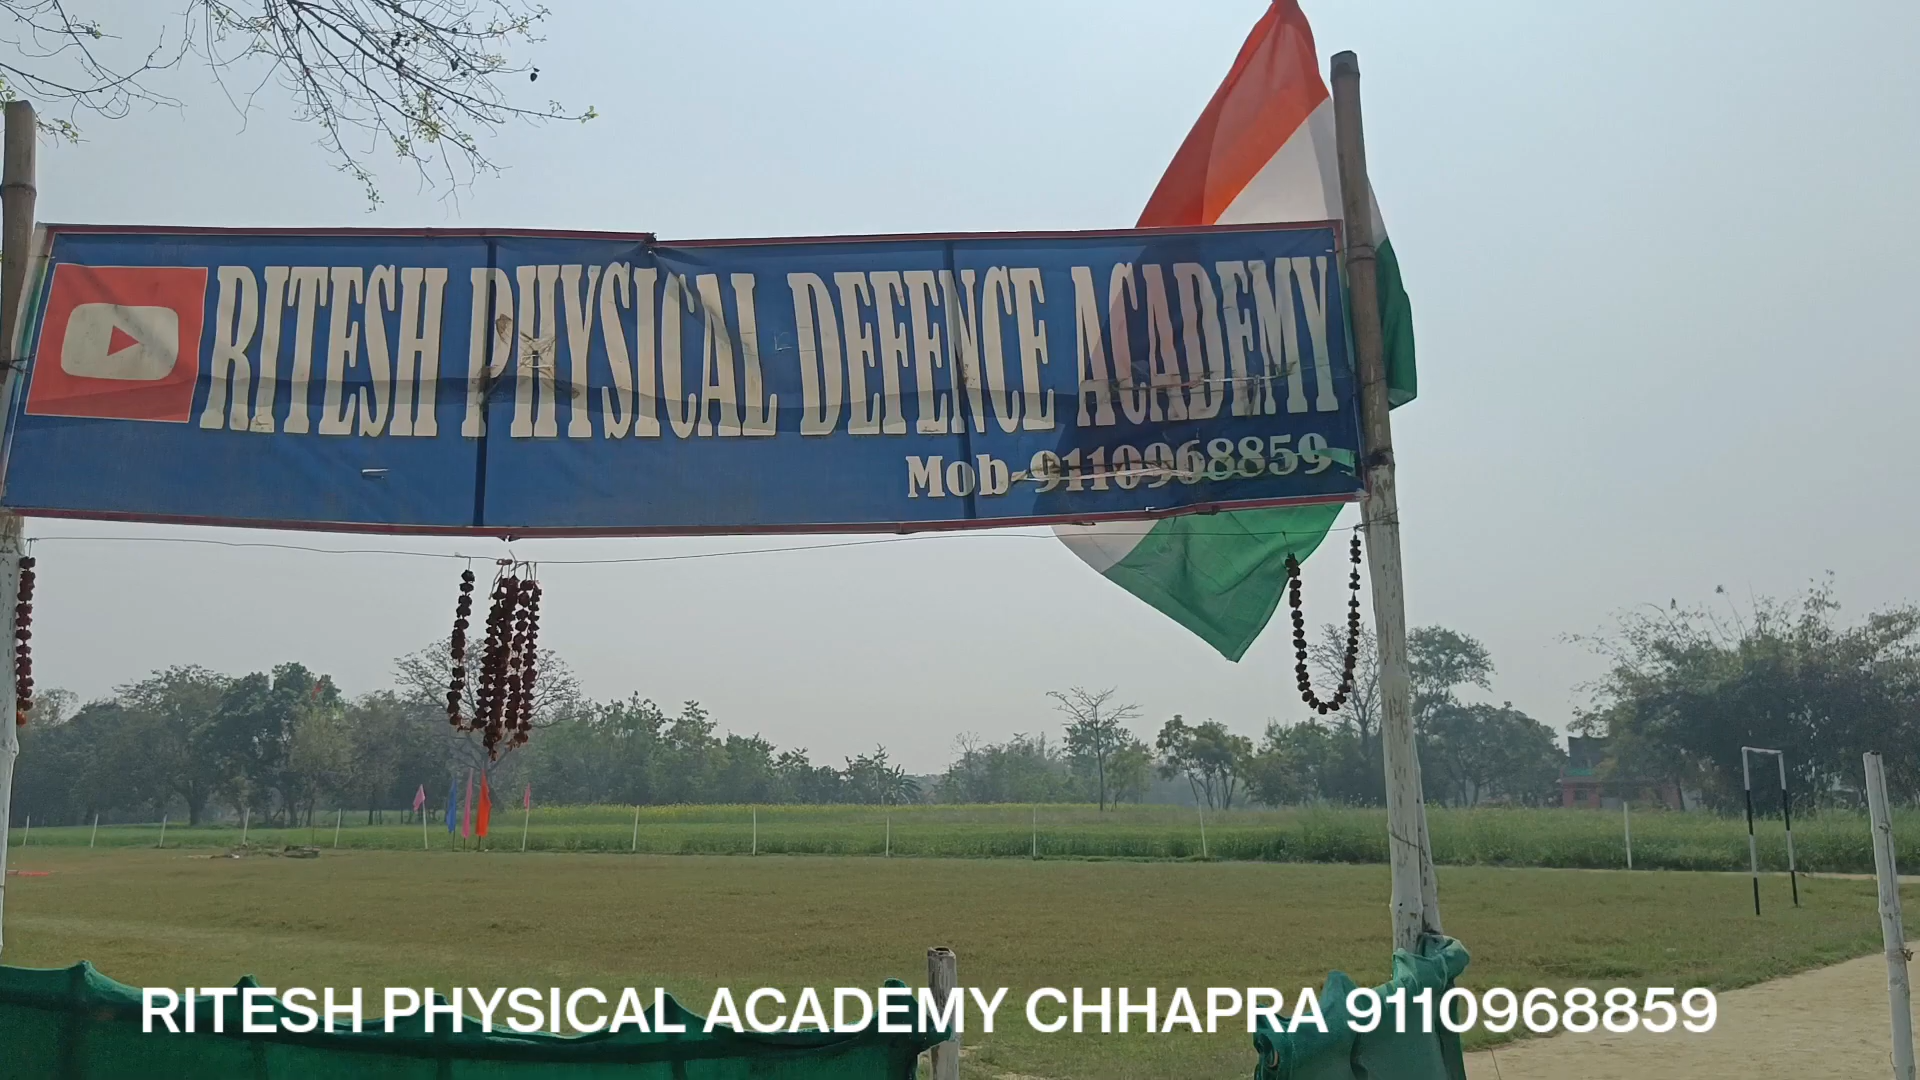 RITESH PHYSICAL DEFENCE ACADEMY
Mob-9110968859
RITESH PHYSICAL ACADEMY CHHAPRA 9110968859